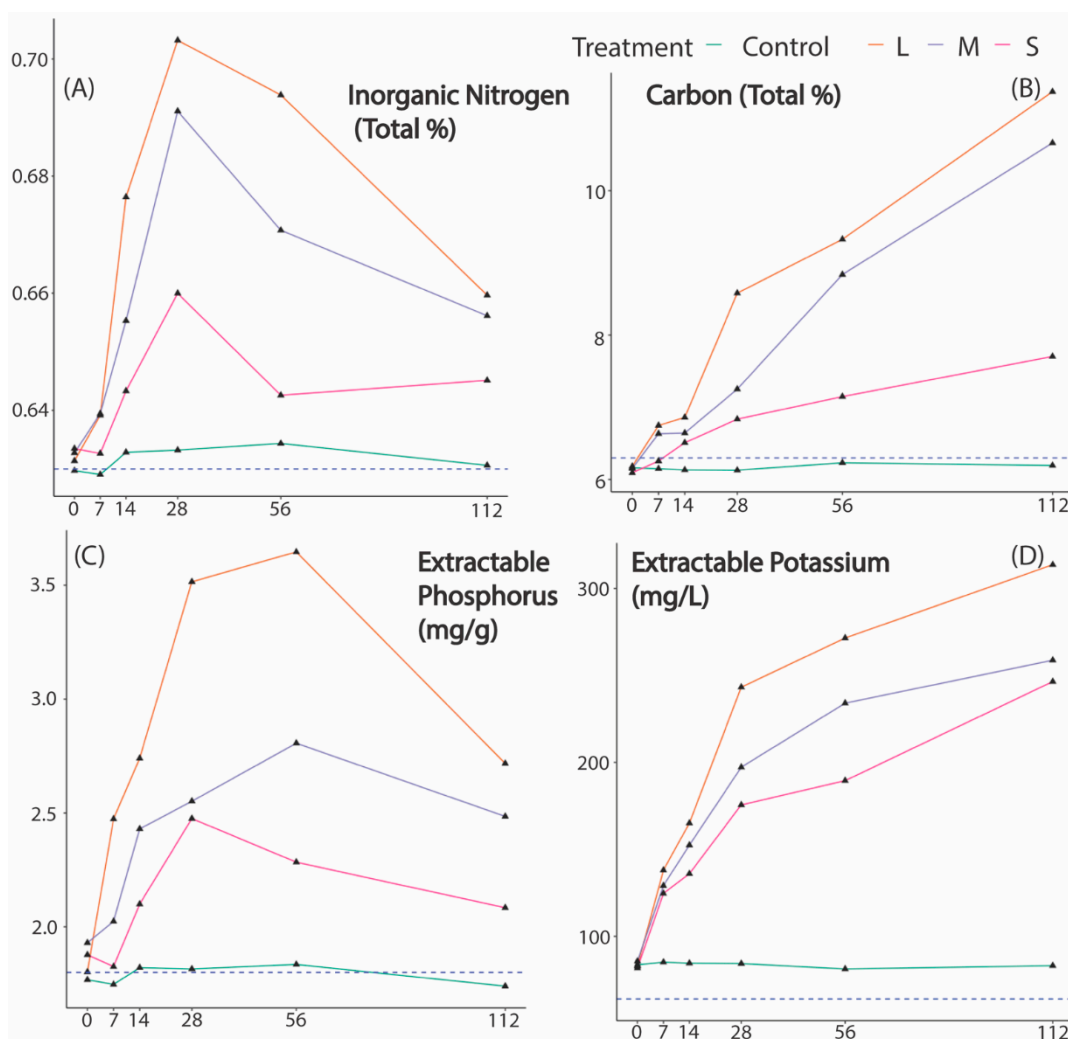 Treatment Control L M S
(A)
Inorganic Nitrogen
(Total %)
0.70
0.68
0.66
0.64
0 7 14 28 56 112
Carbon (Total %)
(B)
10
8
6
0 7 14 28 56 112
(C)
Extractable
Phosphorus
(mg/g)
3.5
3.0
2.5
2.0
0 7 14 28 56 112
Extractable Potassium
(mg/L)
(D)
300
200
100
0 7 14 28 56 112